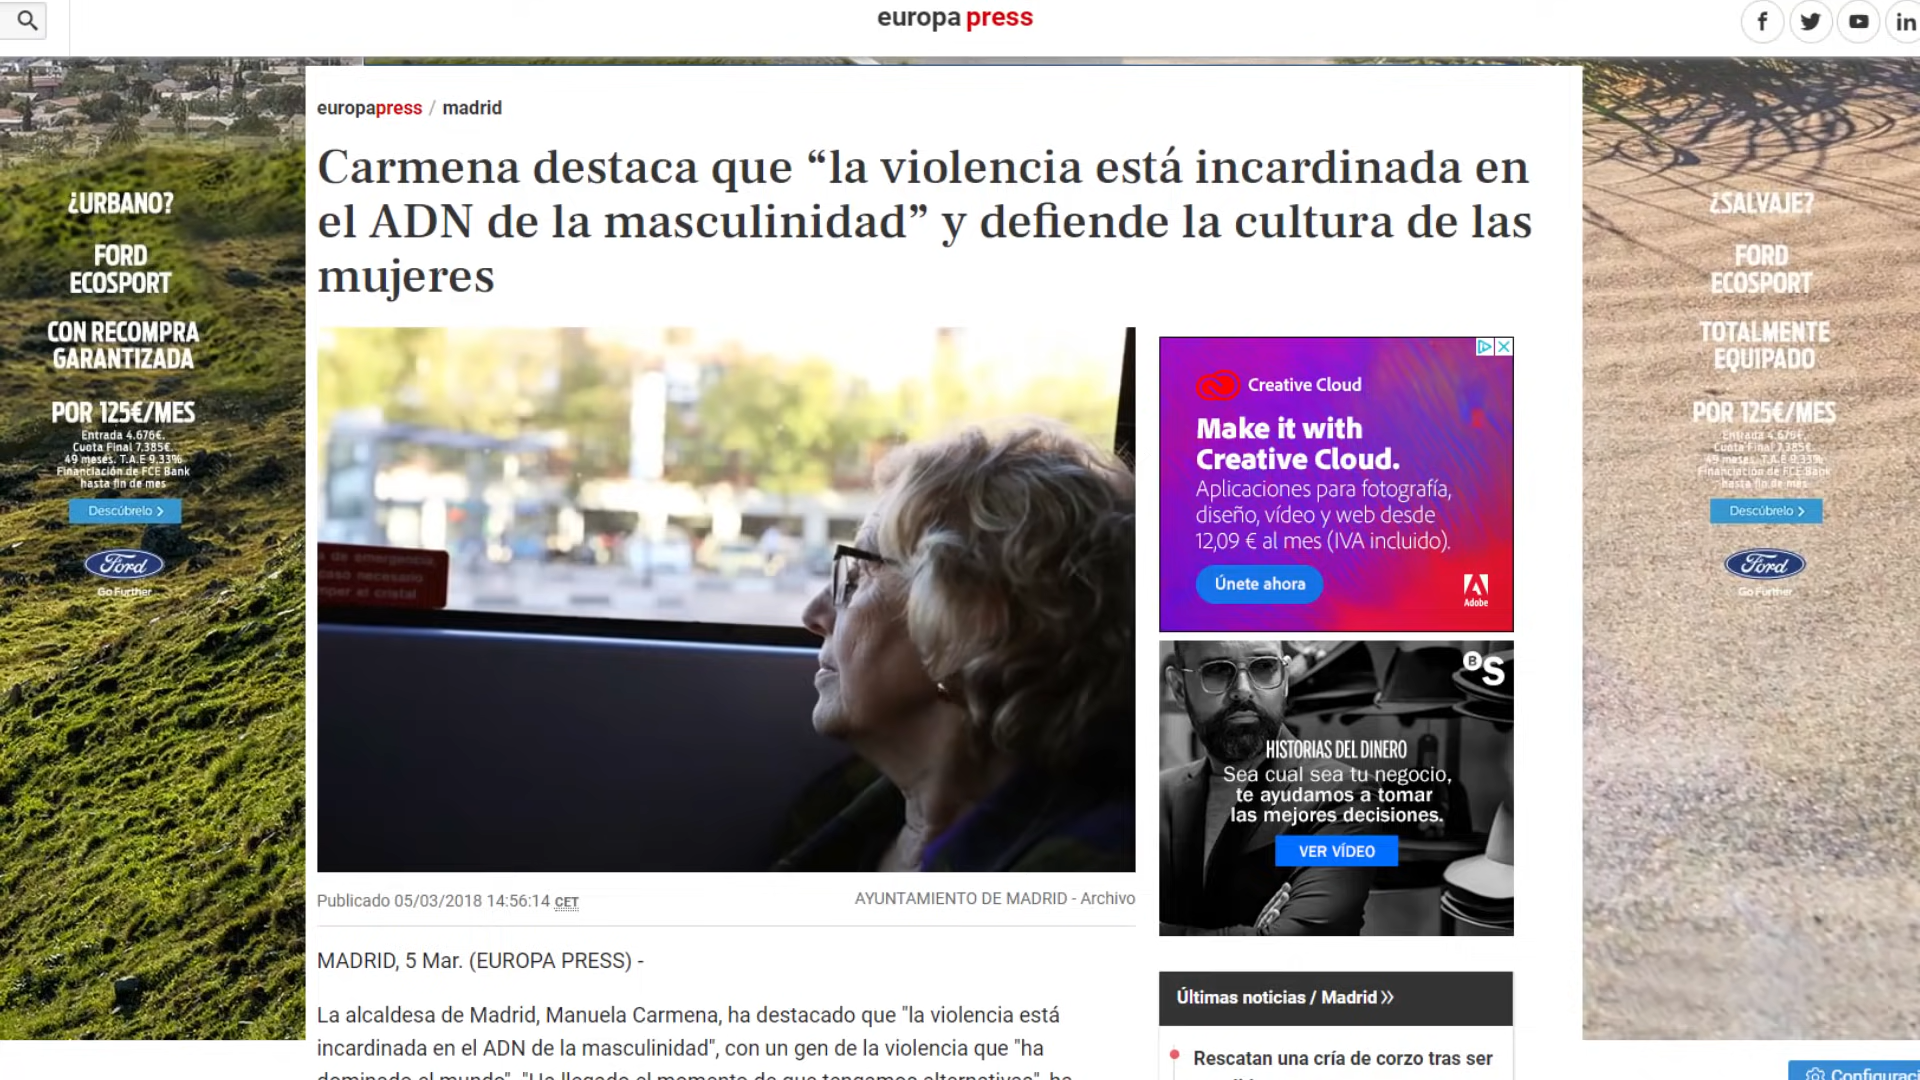 europa press
europapress / madrid
Carmena destaca que “la violencia está incardinada en
el ADN de la masculinidad” y defiende la cultura de las
mujeres
¿URBANO?
FORD
ECOSPORT
CON RECOMPRA
GARANTIZADA
POR 125€/MES
Entrada 4.676€.
Cuota Final 7.385€.
49 meses. T.A.E 9,33%
Financiación de FCE Bank
hasta fin de mes
Descúbrelo >
Ford
Go Further
s de emergencia,
caso necesario
mper el cristal
Creative Cloud
Make it with
Creative Cloud.
Aplicaciones para fotografía,
diseño, vídeo y web desde
12,09 € al mes (IVA incluido).
Únete ahora
Adobe
BS
HISTORIAS DEL DINERO
Sea cual sea tu negocio,
te ayudamos a tomar
las mejores decisiones.
VER VÍDEO
¿SALVAJE?
FORD
ECOSPORT
TOTALMENTE
EQUIPADO
POR 125€/MES
Entrada 4.676€.
Cuota Final 7.385€.
49 meses. T.A.E 9,33%
Financiación de FCE Bank
hasta fin de mes
Descúbrelo >
Ford
Go Further
Publicado 05/03/2018 14:56:14 CET
AYUNTAMIENTO DE MADRID - Archivo
MADRID, 5 Mar. (EUROPA PRESS) -
La alcaldesa de Madrid, Manuela Carmena, ha destacado que "la violencia está
incardinada en el ADN de la masculinidad", con un gen de la violencia que "ha
dominado el mundo". "Ha llegado el momento de que tengamos alternativas", ha
Últimas noticias / Madrid »
Rescatan una cría de corzo tras ser
Configuraci